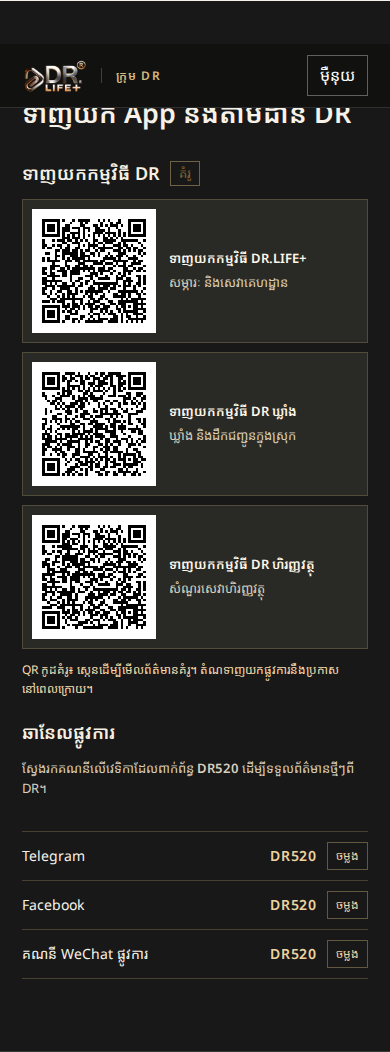 DR.
LIFE+
ក្រុម DR
ម៉ឺនុយ
ទាញយក App និងតាមដាន DR
ទាញយកកម្មវិធី DR
គំរូ
ទាញយកកម្មវិធី DR.LIFE+
សម្ភារៈ និងសេវាគេហដ្ឋាន
ទាញយកកម្មវិធី DR ឃ្លាំង
ឃ្លាំង និងដឹកជញ្ជូនក្នុងស្រុក
ទាញយកកម្មវិធី DR ហិរញ្ញវត្ថុ
សំណួរសេវាហិរញ្ញវត្ថុ
QR កូដគំរូ៖ ស្កេនដើម្បីមើលព័ត៌មានគំរូ។ តំណទាញយកផ្លូវការនឹងប្រកាស
នៅពេលក្រោយ។
ឆានែលផ្លូវការ
ស្វែងរកគណនីលើវេទិកាដែលពាក់ព័ន្ធ DR520 ដើម្បីទទួលព័ត៌មានថ្មីៗពី
DR។
Telegram DR520 ចម្លង
Facebook DR520 ចម្លង
គណនី WeChat ផ្លូវការ DR520 ចម្លង